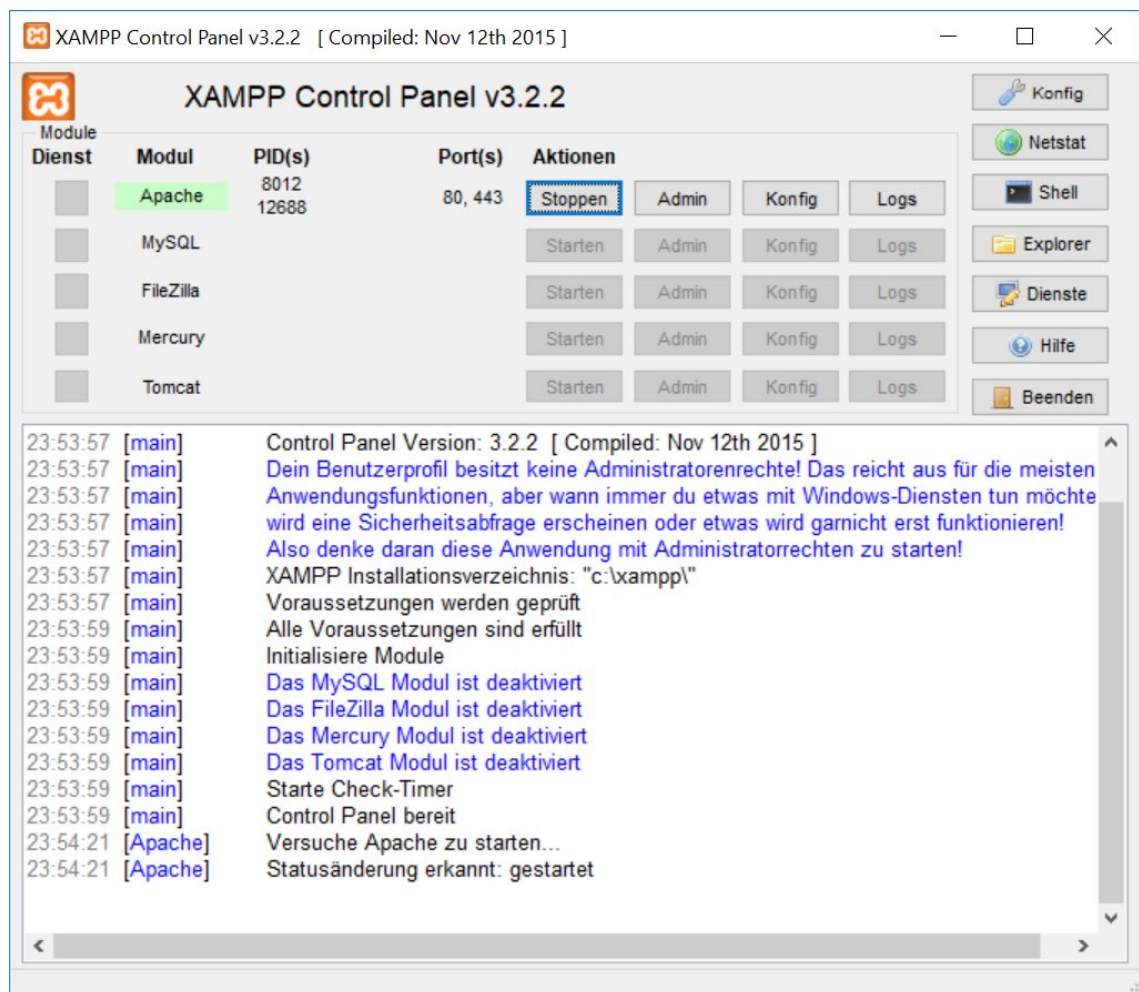 XAMPP Control Panel v3.2.2 [ Compiled: Nov 12th 2015 ]
XAMPP Control Panel v3.2.2
Konfig
Module
Netstat
Dienst Modul PID(s) Port(s) Aktionen
Apache 8012 12688 80, 443 Stoppen Admin Konfig Logs
Shell
MySQL Starten Admin Konfig Logs
Explorer
FileZilla Starten Admin Konfig Logs
Dienste
Mercury Starten Admin Konfig Logs
Hilfe
Tomcat Starten Admin Konfig Logs
Beenden
23:53:57 [main] Control Panel Version: 3.2.2 [ Compiled: Nov 12th 2015 ]
23:53:57 [main] Dein Benutzerprofil besitzt keine Administratorenrechte! Das reicht aus für die meisten
23:53:57 [main] Anwendungsfunktionen, aber wann immer du etwas mit Windows-Diensten tun möchte
23:53:57 [main] wird eine Sicherheitsabfrage erscheinen oder etwas wird garnicht erst funktionieren!
23:53:57 [main] Also denke daran diese Anwendung mit Administratorrechten zu starten!
23:53:57 [main] XAMPP Installationsverzeichnis: "c:\xampp\"
23:53:57 [main] Voraussetzungen werden geprüft
23:53:59 [main] Alle Voraussetzungen sind erfüllt
23:53:59 [main] Initialisiere Module
23:53:59 [main] Das MySQL Modul ist deaktiviert
23:53:59 [main] Das FileZilla Modul ist deaktiviert
23:53:59 [main] Das Mercury Modul ist deaktiviert
23:53:59 [main] Das Tomcat Modul ist deaktiviert
23:53:59 [main] Starte Check-Timer
23:53:59 [main] Control Panel bereit
23:54:21 [Apache] Versuche Apache zu starten...
23:54:21 [Apache] Statusänderung erkannt: gestartet